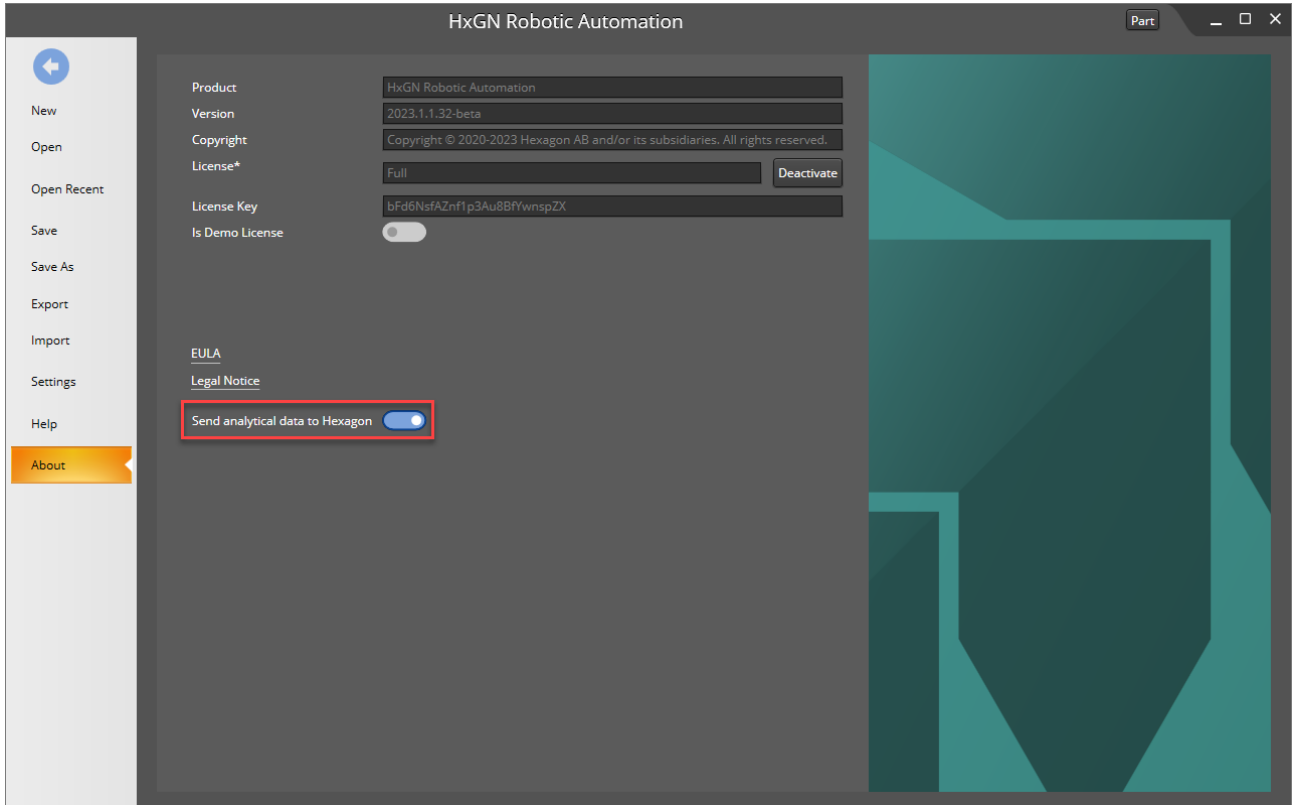 HxGN Robotic Automation
Part
New
Open
Open Recent
Save
Save As
Export
Import
Settings
Help
About
Product HxGN Robotic Automation
Version 2023.1.1.32-beta
Copyright Copyright © 2020-2023 Hexagon AB and/or its subsidiaries. All rights reserved.
License* Full Deactivate
License Key bFd6NsfAZnf1p3Au8BfYwnspZX
Is Demo License
EULA
Legal Notice
Send analytical data to Hexagon